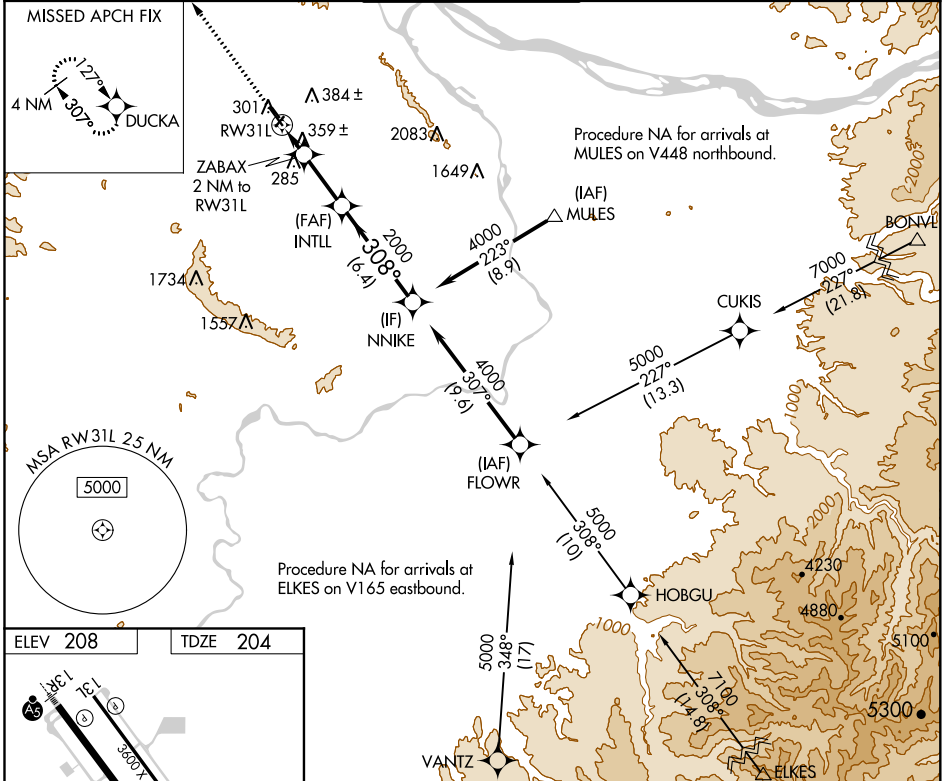 MISSED APCH FIX
127°
4 NM
307°
DUCKA
301
384 ±
RW31L
359 ±
ZABAX
2 NM to
RW31L
285
2083
1649
Procedure NA for arrivals at
MULES on V448 northbound.
(IAF)
MULES
(FAF)
INTLL
2000
308°
(6.4)
4000
223°
(8.9)
BONVL
7000
227°
(21.8)
2000
1734
1557
(IF)
NNIKE
CUKIS
5000
227°
(13.3)
4000
307°
(9.6)
1000
MSA RW31L 25 NM
5000
(IAF)
FLOWR
2000
5000
308°
(10)
Procedure NA for arrivals at
ELKES on V165 eastbound.
HOBGU
4230
4880
5100
1000
5000
348°
(17)
7100
308°
(14.8)
5300
VANTZ
ELKES
ELEV 208
TDZE 204
13R
13L
A5
P
P
3600 X